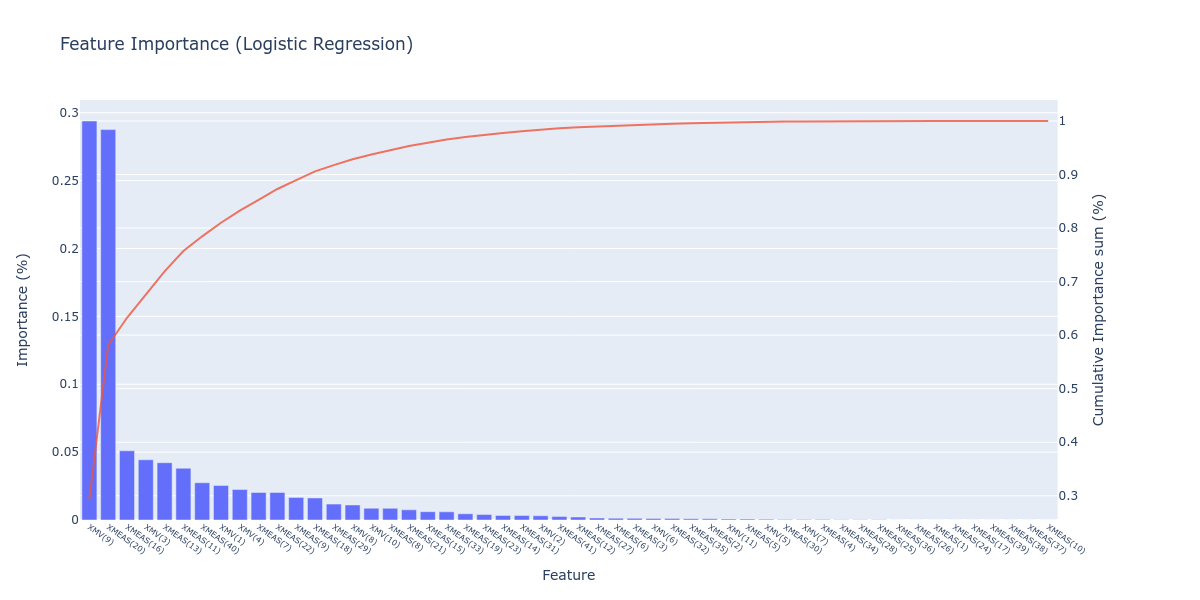 Feature Importance (Logistic Regression)
0.3
0.25
0.2
0.15
0.1
0.05
0
Importance (%)
1
0.9
0.8
0.7
0.6
0.5
0.4
0.3
Cumulative Importance sum (%)
XMV(9)
XMEAS(20)
XMEAS(16)
XMV(3)
XMEAS(13)
XMEAS(11)
XMEAS(40)
XMV(1)
XMV(4)
XMEAS(7)
XMEAS(22)
XMEAS(9)
XMEAS(18)
XMEAS(29)
XMV(8)
XMV(10)
XMEAS(8)
XMEAS(21)
XMEAS(15)
XMEAS(33)
XMEAS(19)
XMEAS(23)
XMEAS(14)
XMEAS(31)
XMV(2)
XMEAS(41)
XMEAS(12)
XMEAS(27)
XMEAS(6)
XMEAS(3)
XMV(6)
XMEAS(32)
XMEAS(35)
XMEAS(2)
XMV(11)
XMEAS(5)
XMV(5)
XMEAS(30)
XMV(7)
XMEAS(4)
XMEAS(34)
XMEAS(28)
XMEAS(25)
XMEAS(36)
XMEAS(26)
XMEAS(1)
XMEAS(24)
XMEAS(17)
XMEAS(39)
XMEAS(38)
XMEAS(37)
XMEAS(10)
Feature